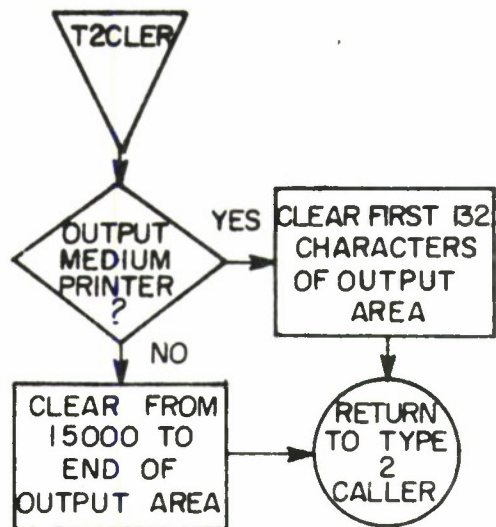 T2CLER
OUTPUT
MEDIUM
PRINTER
?
YES
CLEAR FIRST 132
CHARACTERS
OF OUTPUT
AREA
NO
CLEAR FROM
15000 TO
END OF
OUTPUT AREA
RETURN
TO TYPE
2
CALLER